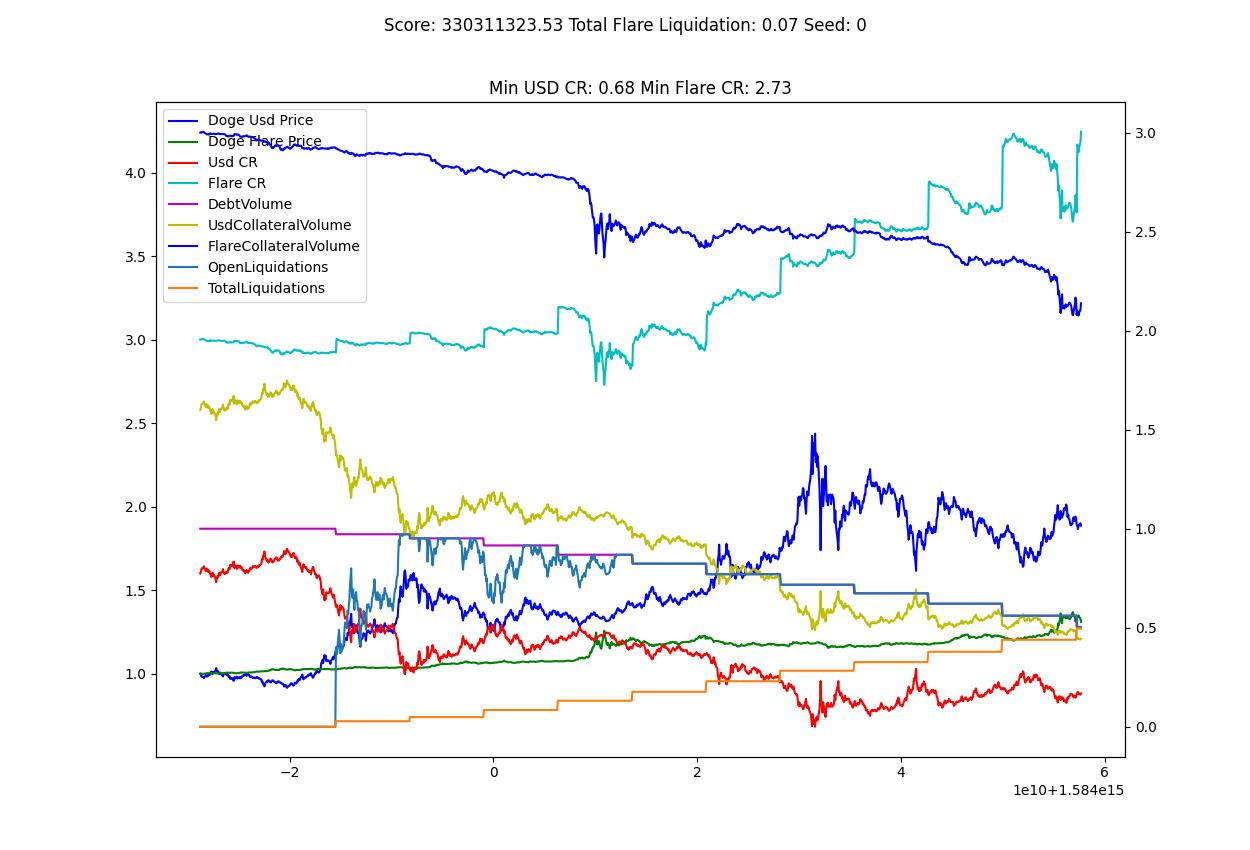 Score: 330311323.53 Total Flare Liquidation: 0.07 Seed: 0
Min USD CR: 0.68 Min Flare CR: 2.73
Doge Usd Price
Doge Flare Price
Usd CR
Flare CR
DebtVolume
UsdCollateralVolume
FlareCollateralVolume
OpenLiquidations
TotalLiquidations
4.0
3.5
3.0
2.5
2.0
1.5
1.0
3.0
2.5
2.0
1.5
1.0
0.5
0.0
−2 0 2 4 6
1e10+1.584e15